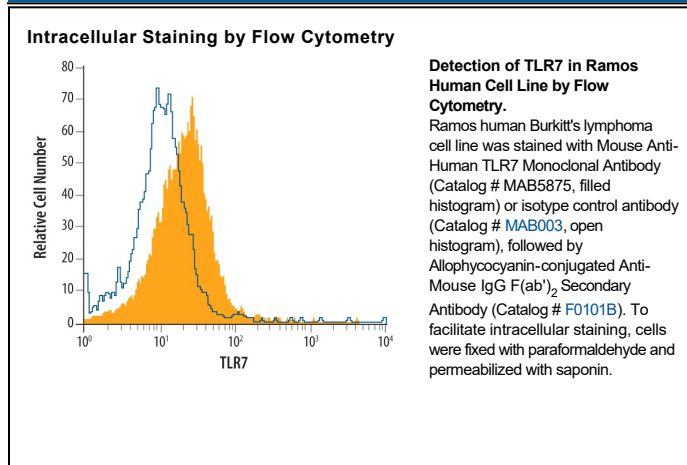 Intracellular Staining by Flow Cytometry
80
70
60
50
40
30
20
10
0
Relative Cell Number
10⁰
10¹
10²
10³
10⁴
TLR7
Detection of TLR7 in Ramos
Human Cell Line by Flow
Cytometry.
Ramos human Burkitt's lymphoma
cell line was stained with Mouse Anti-
Human TLR7 Monoclonal Antibody
(Catalog # MAB5875, filled
histogram) or isotype control antibody
(Catalog # MAB003, open
histogram), followed by
Allophycocyanin-conjugated Anti-
Mouse IgG F(ab')₂ Secondary
Antibody (Catalog # F0101B). To
facilitate intracellular staining, cells
were fixed with paraformaldehyde and
permeabilized with saponin.